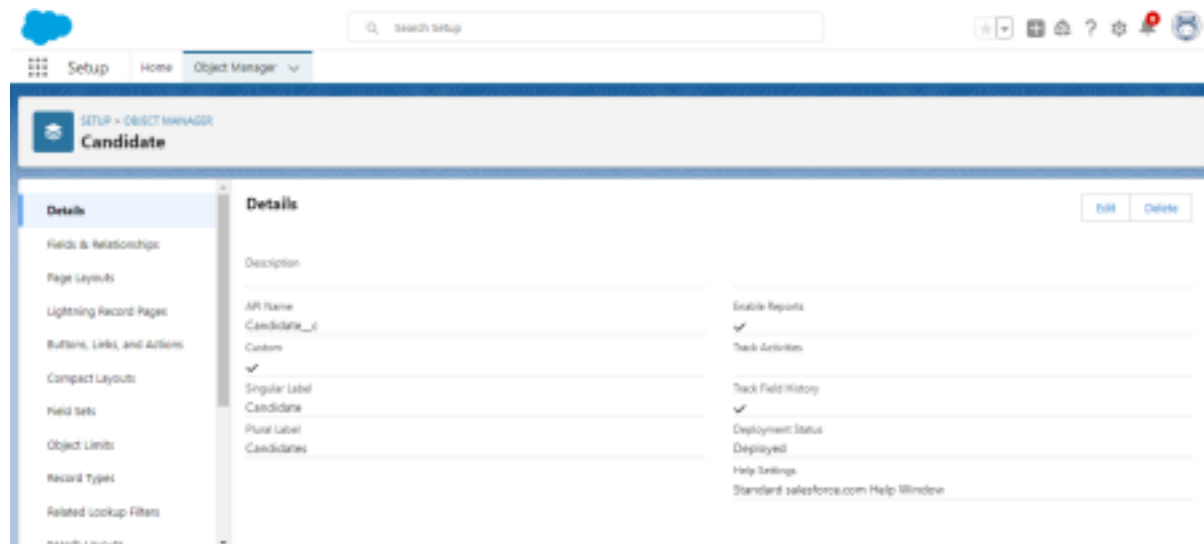 Search Setup
Setup
Home
Object Manager
SETUP > OBJECT MANAGER
Candidate
Details
Fields & Relationships
Page Layouts
Lightning Record Pages
Buttons, Links, and Actions
Compact Layouts
Field Sets
Object Limits
Record Types
Related Lookup Filters
Search Layouts
Details
Edit
Delete
Description
API Name
Candidate__c
Custom
Singular Label
Candidate
Plural Label
Candidates
Enable Reports
Track Activities
Track Field History
Deployment Status
Deployed
Help Settings
Standard salesforce.com Help Window